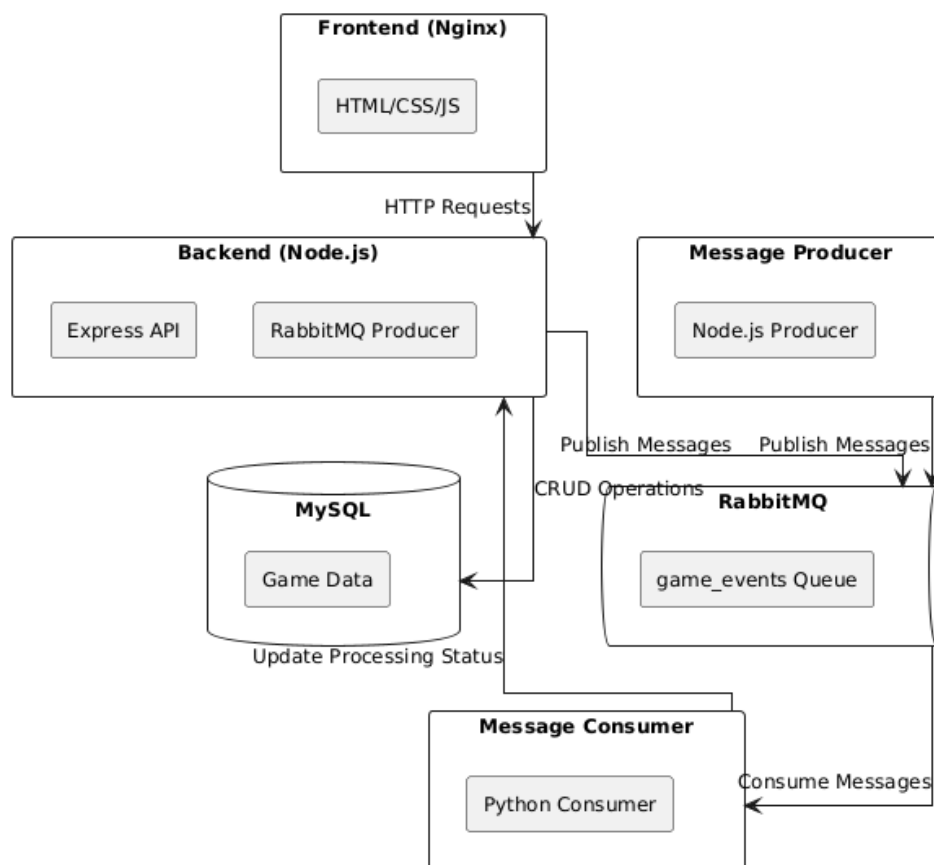 Frontend (Nginx)
HTML/CSS/JS
HTTP Requests
Backend (Node.js)
Express API
RabbitMQ Producer
Message Producer
Node.js Producer
Publish Messages
Publish Messages
CRUD Operations
MySQL
Game Data
RabbitMQ
game_events Queue
Update Processing Status
Message Consumer
Python Consumer
Consume Messages